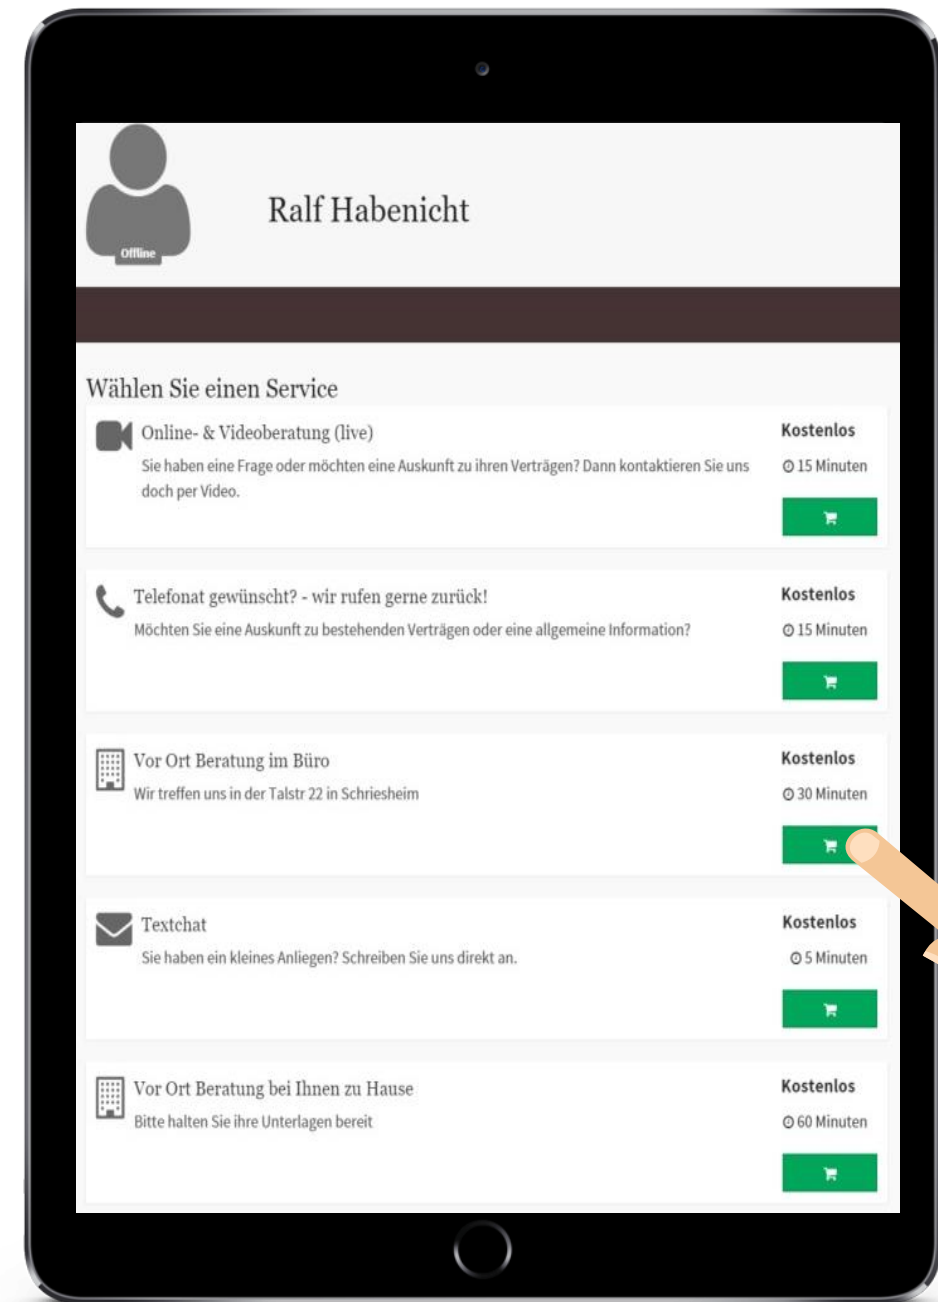 Offline
Ralf Habenicht
Wählen Sie einen Service
Online- & Videoberatung (live)
Kostenlos
Sie haben eine Frage oder möchten eine Auskunft zu ihren Verträgen? Dann kontaktieren Sie uns
15 Minuten
doch per Video.
Telefonat gewünscht? - wir rufen gerne zurück!
Kostenlos
Möchten Sie eine Auskunft zu bestehenden Verträgen oder eine allgemeine Information?
15 Minuten
Vor Ort Beratung im Büro
Kostenlos
Wir treffen uns in der Talstr 22 in Schriesheim
30 Minuten
Textchat
Kostenlos
Sie haben ein kleines Anliegen? Schreiben Sie uns direkt an.
5 Minuten
Vor Ort Beratung bei Ihnen zu Hause
Kostenlos
Bitte halten Sie ihre Unterlagen bereit
60 Minuten